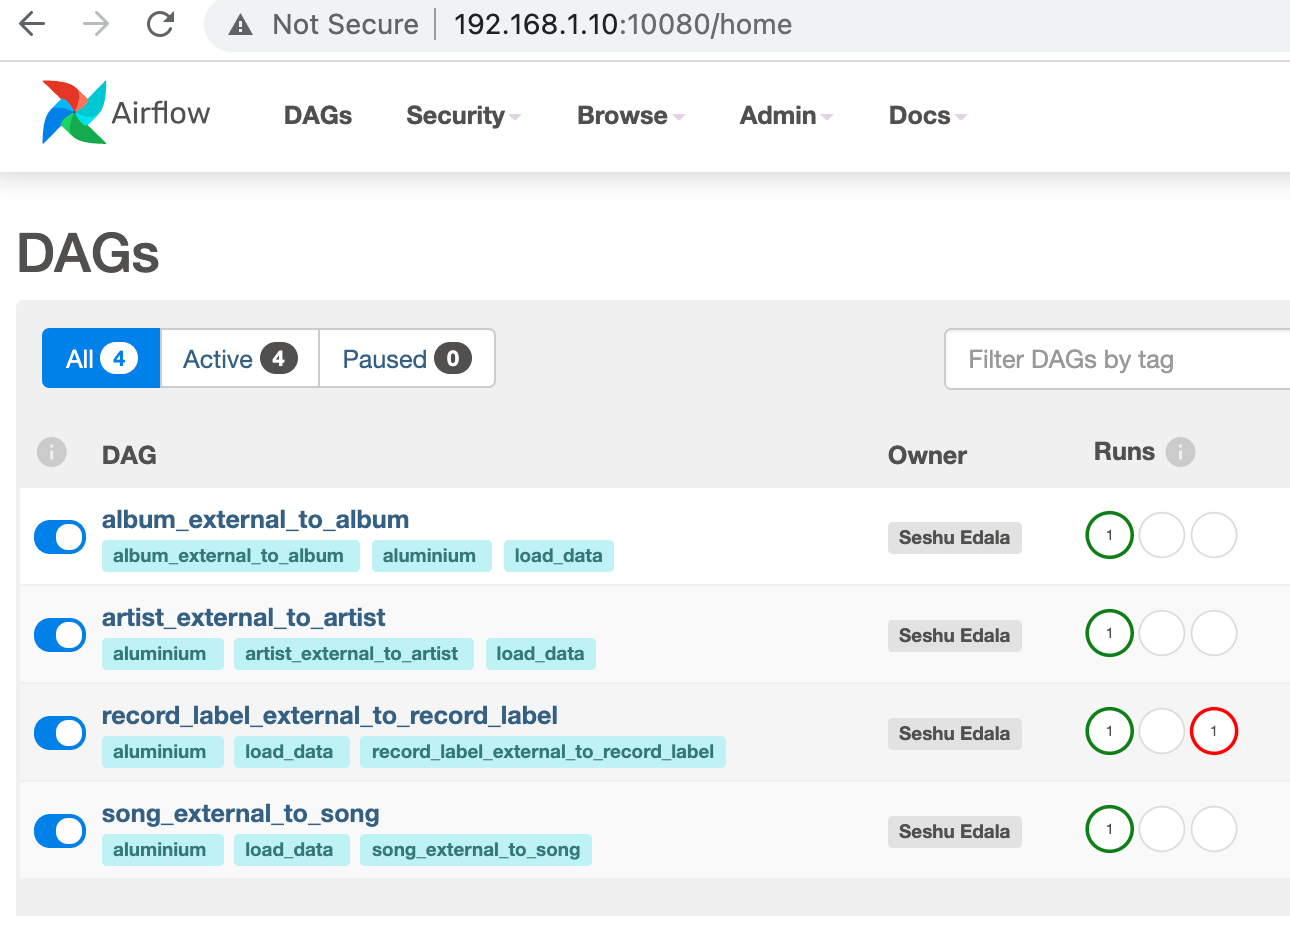 Not Secure 192.168.1.10:10080/home
Airflow DAGs Security Browse Admin Docs
DAGs
All 4 Active 4 Paused 0 Filter DAGs by tag
i DAG Owner Runs i
album_external_to_album
album_external_to_album aluminium load_data Seshu Edala 1
artist_external_to_artist
aluminium artist_external_to_artist load_data Seshu Edala 1
record_label_external_to_record_label
aluminium load_data record_label_external_to_record_label Seshu Edala 1 1
song_external_to_song
aluminium load_data song_external_to_song Seshu Edala 1